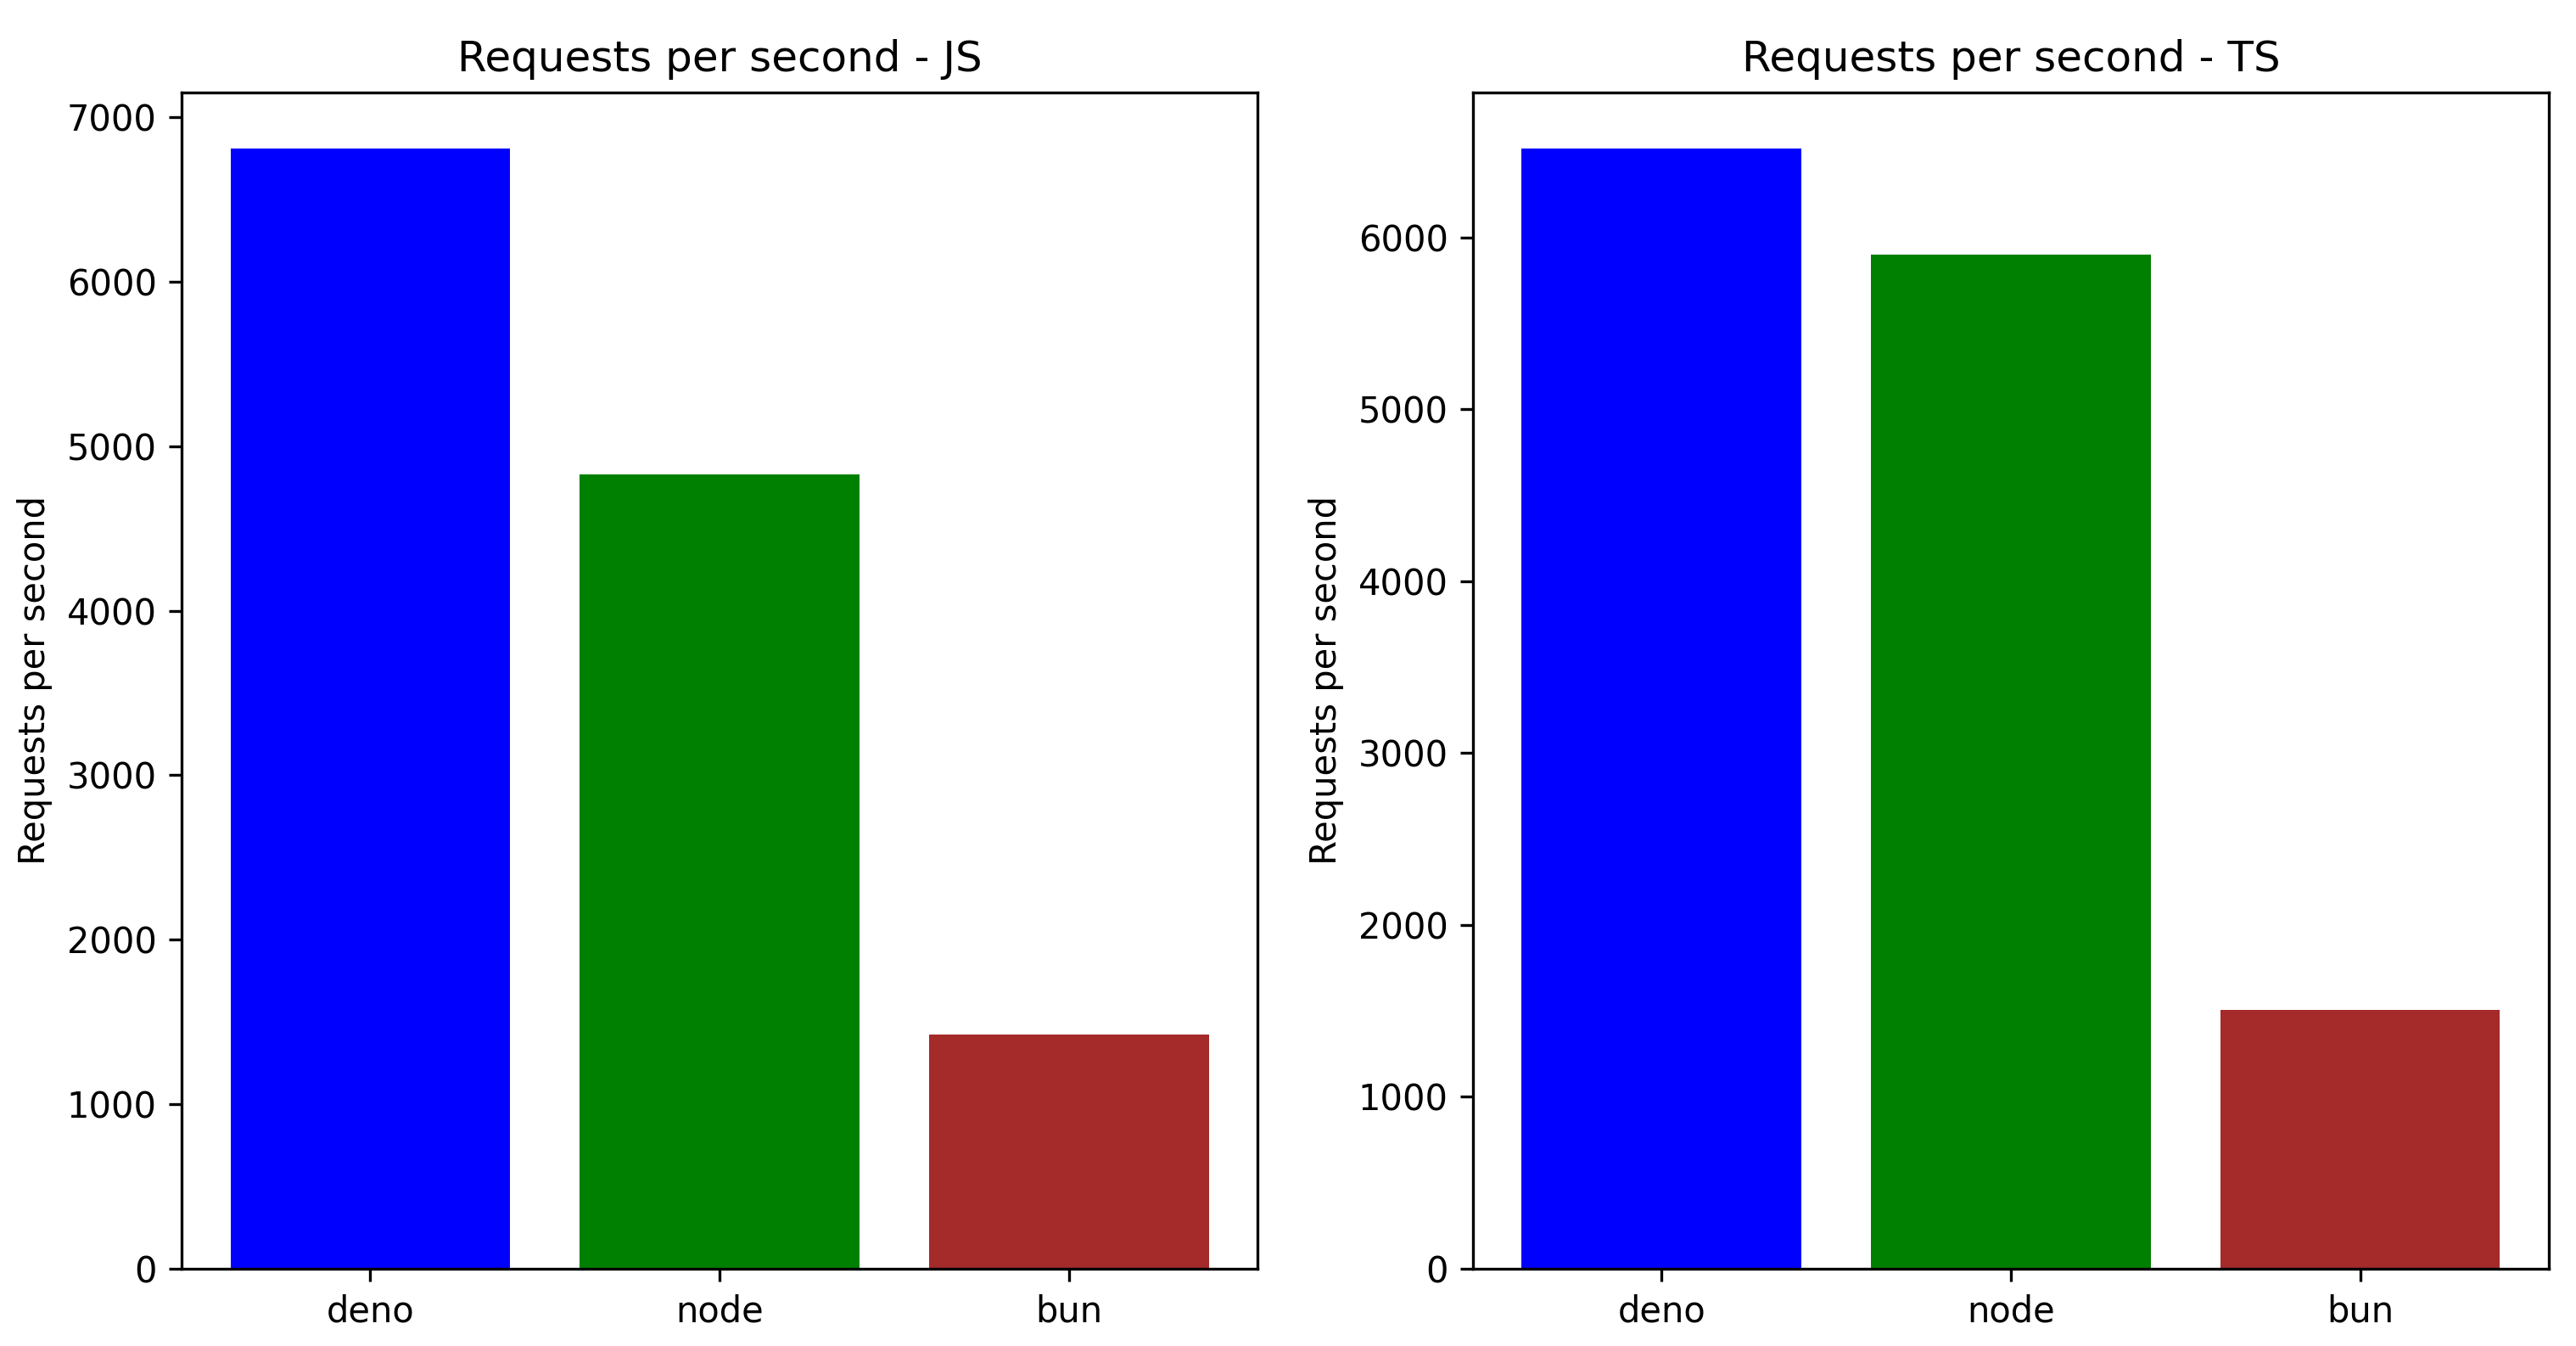 Requests per second - JS
Requests per second
7000
6000
5000
4000
3000
2000
1000
0
deno node bun
Requests per second - TS
Requests per second
6000
5000
4000
3000
2000
1000
0
deno node bun